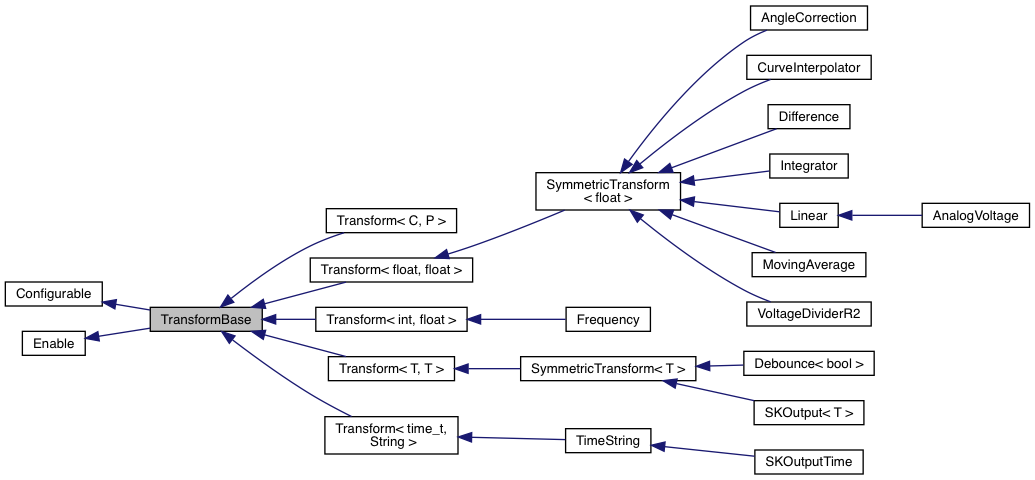 AngleCorrection
CurveInterpolator
Difference
Integrator
SymmetricTransform
< float >
Linear
AnalogVoltage
Transform< C, P >
MovingAverage
Transform< float, float >
Configurable
VoltageDividerR2
TransformBase
Transform< int, float >
Frequency
Enable
Transform< T, T >
SymmetricTransform< T >
Debounce< bool >
SKOutput< T >
Transform< time_t,
String >
TimeString
SKOutputTime